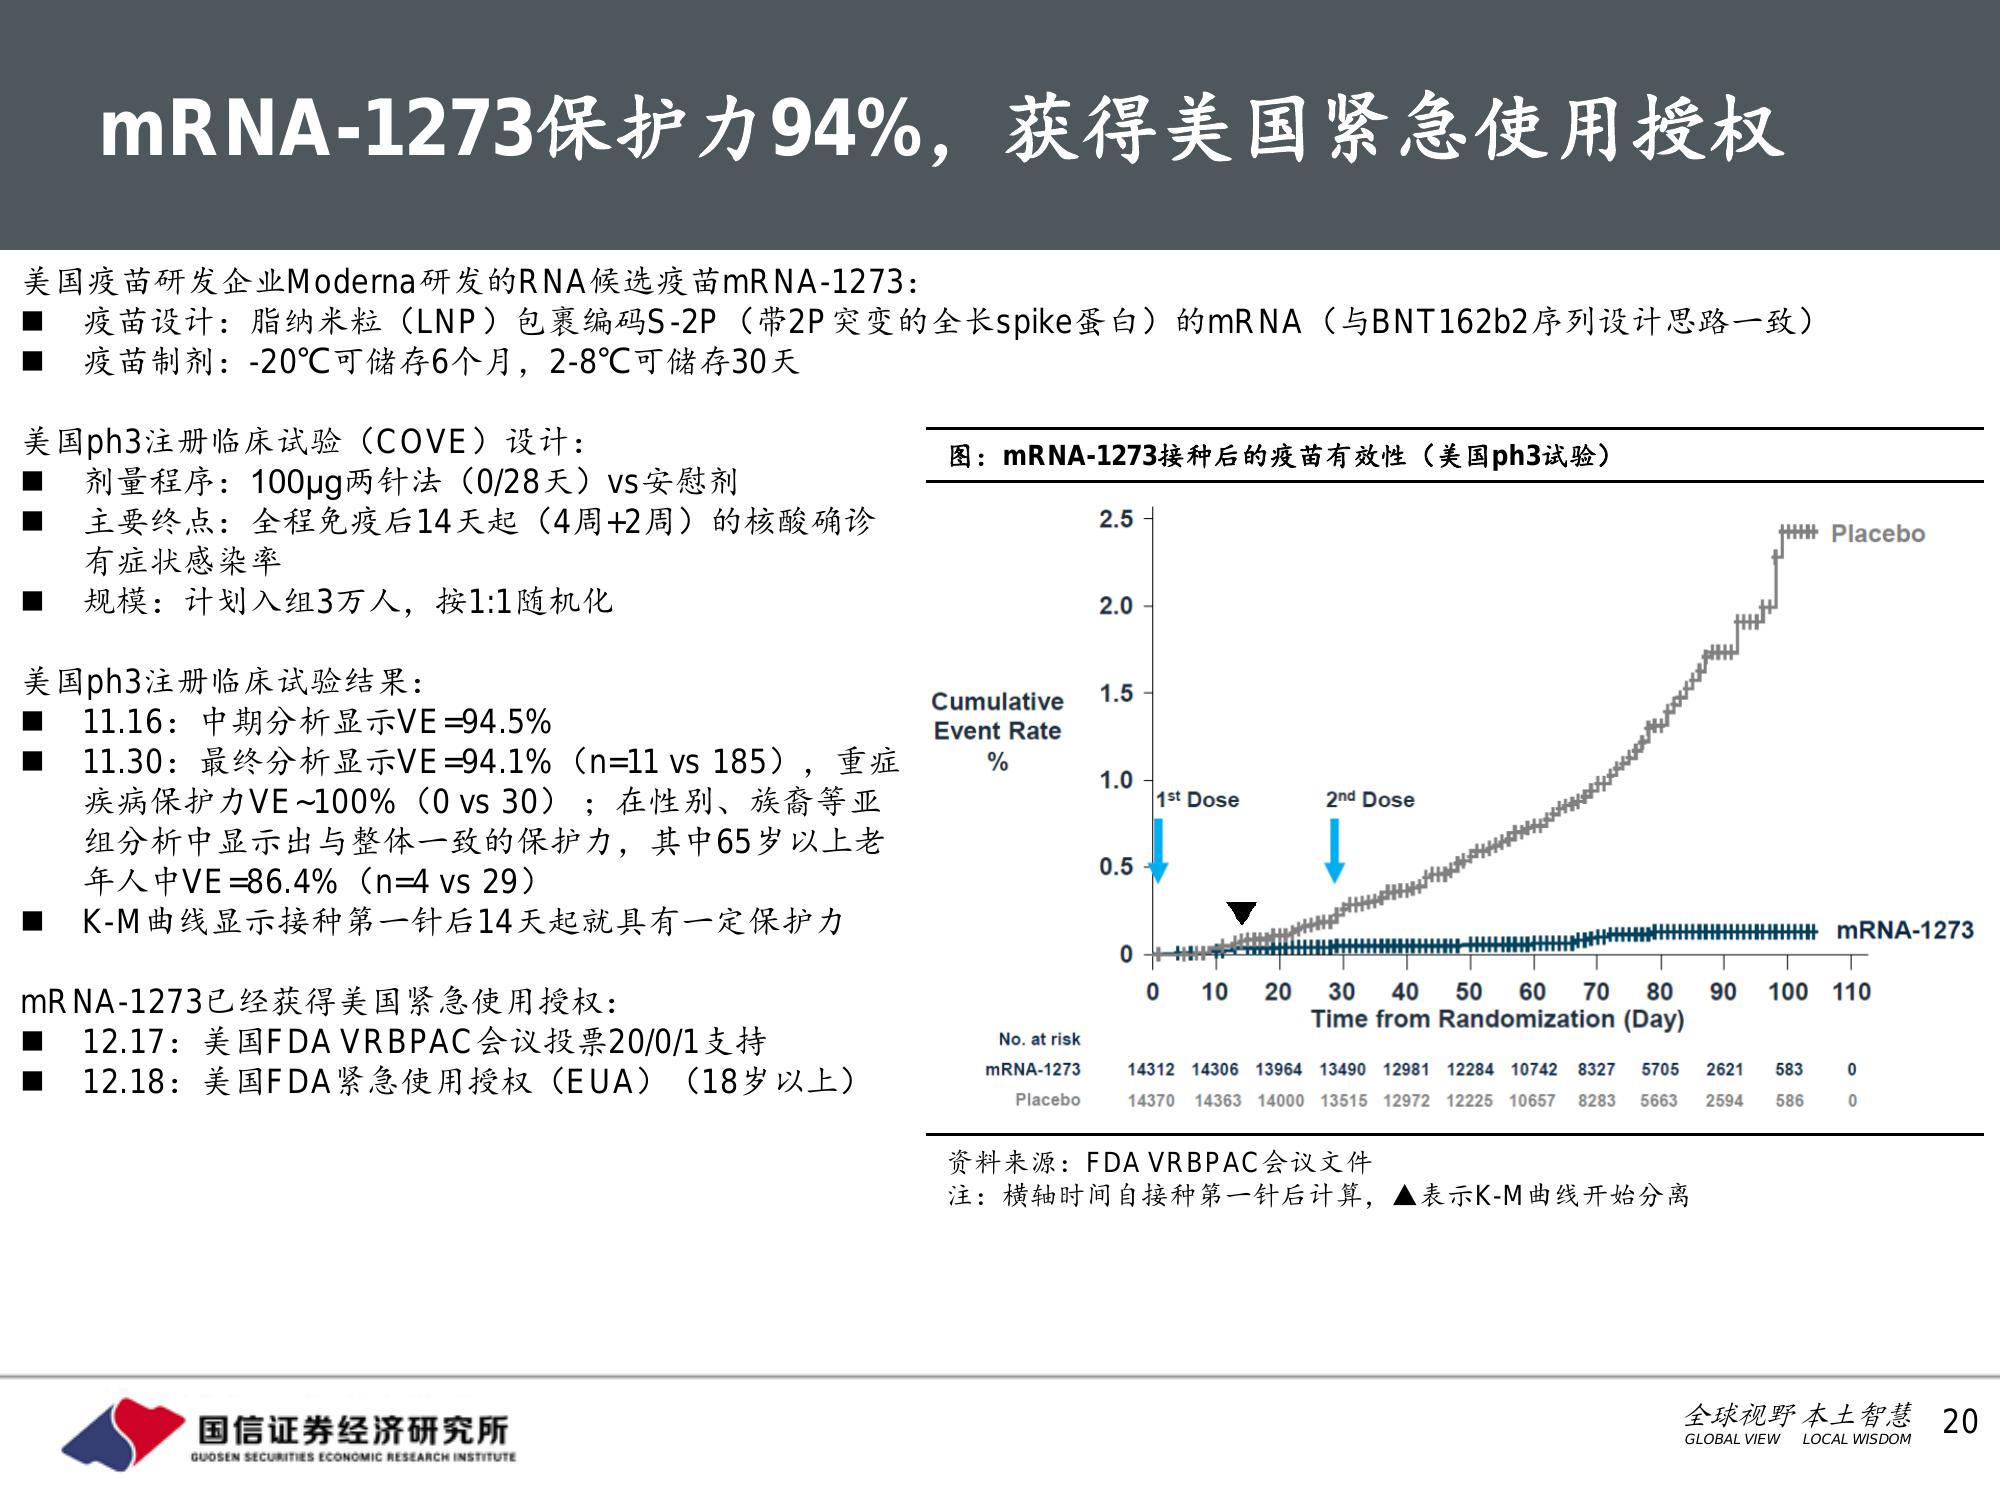 mRNA-1273保护力94%，获得美国紧急使用授权
美国疫苗研发企业Moderna研发的RNA候选疫苗mRNA-1273：
■ 疫苗设计：脂纳米粒（LNP）包裹编码S-2P（带2P突变的全长spike蛋白）的mRNA（与BNT162b2序列设计思路一致）
■ 疫苗制剂：-20℃可储存6个月，2-8℃可储存30天
美国ph3注册临床试验（COVE）设计：
■ 剂量程序：100μg两针法（0/28天）vs安慰剂
■ 主要终点：全程免疫后14天起（4周+2周）的核酸确诊
有症状感染率
■ 规模：计划入组3万人，按1:1随机化
美国ph3注册临床试验结果：
■ 11.16：中期分析显示VE=94.5%
■ 11.30：最终分析显示VE=94.1%（n=11 vs 185），重症
疾病保护力VE~100%（0 vs 30）；在性别、族裔等亚
组分析中显示出与整体一致的保护力，其中65岁以上老
年人中VE=86.4%（n=4 vs 29）
■ K-M曲线显示接种第一针后14天起就具有一定保护力
mRNA-1273已经获得美国紧急使用授权：
■ 12.17：美国FDA VRBPAC会议投票20/0/1支持
■ 12.18：美国FDA紧急使用授权（EUA）（18岁以上）
图：mRNA-1273接种后的疫苗有效性（美国ph3试验）
2.5
Placebo
2.0
1.5
Cumulative
Event Rate
%
1.0
1st Dose
2nd Dose
0.5
mRNA-1273
0
0 10 20 30 40 50 60 70 80 90 100 110
Time from Randomization (Day)
No. at risk
mRNA-1273 14312 14306 13964 13490 12981 12284 10742 8327 5705 2621 583 0
Placebo 14370 14363 14000 13515 12972 12225 10657 8283 5663 2594 586 0
资料来源：FDA VRBPAC会议文件
注：横轴时间自接种第一针后计算，▲表示K-M曲线开始分离
国信证券经济研究所
GUOSEN SECURITIES ECONOMIC RESEARCH INSTITUTE
全球视野 本土智慧
GLOBAL VIEW LOCAL WISDOM
20